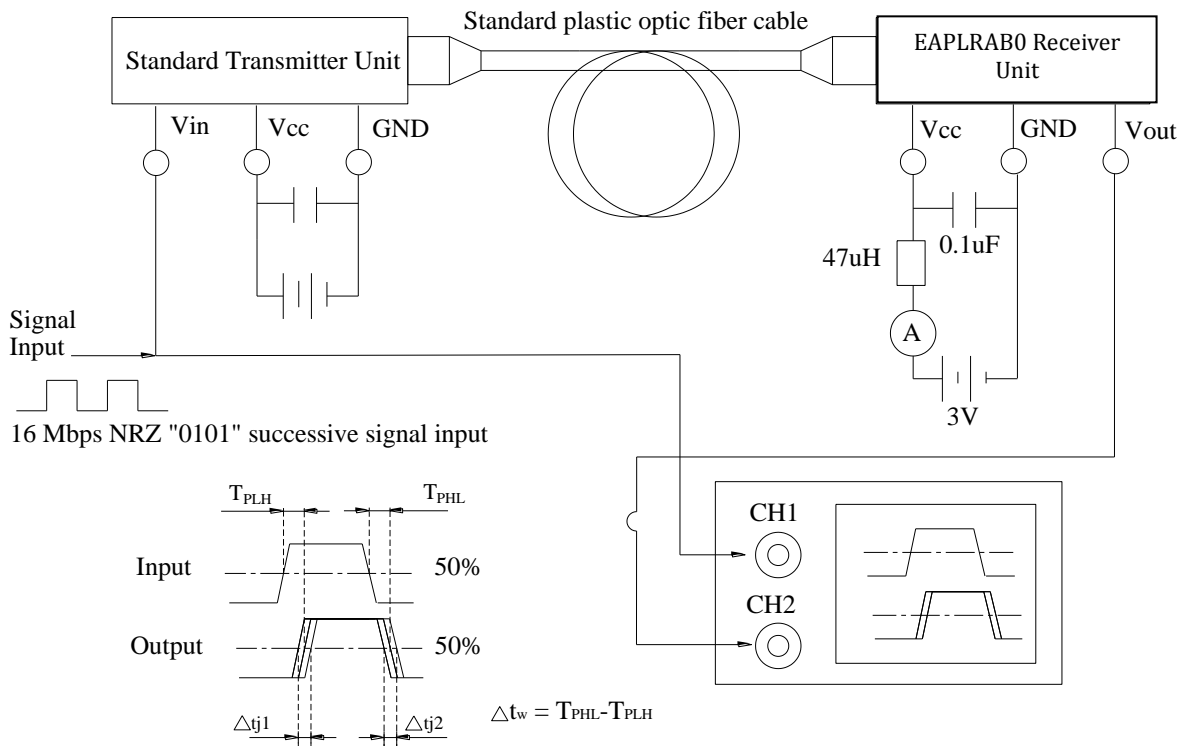 Standard plastic optic fiber cable
Standard Transmitter Unit
EAPLRAB0 Receiver
Unit
Vin
Vcc
GND
Vcc
GND
Vout
0.1uF
47uH
A
3V
Signal
Input
16 Mbps NRZ "0101" successive signal input
TPLH
TPHL
Input
50%
Output
50%
△tj1
△tj2
△tw = TPHL-TPLH
CH1
CH2